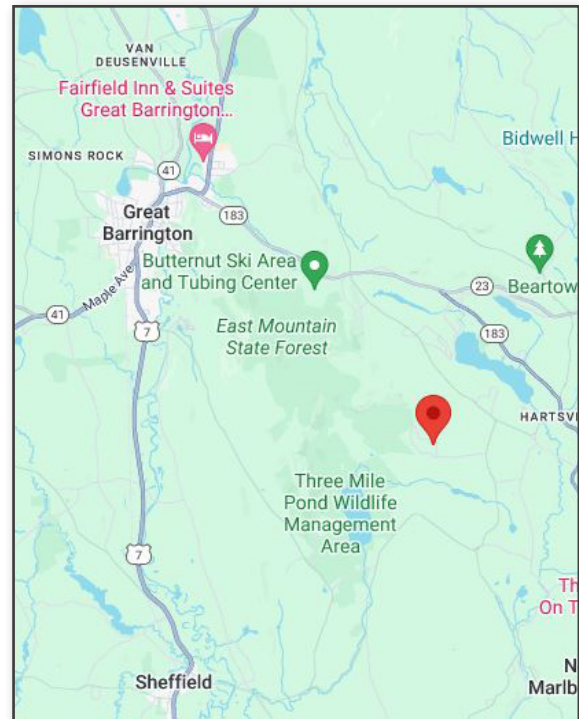 VAN
DEUSENVILLE
Fairfield Inn & Suites
Great Barrington...
Bidwell H
SIMONS ROCK
41
Great
Barrington
183
Butternut Ski Area
and Tubing Center
23
Beartow
Maple Ave
41
7
East Mountain
State Forest
183
HARTSV
Three Mile
Pond Wildlife
Management
Area
7
Th
On T
Sheffield
N
Marlb